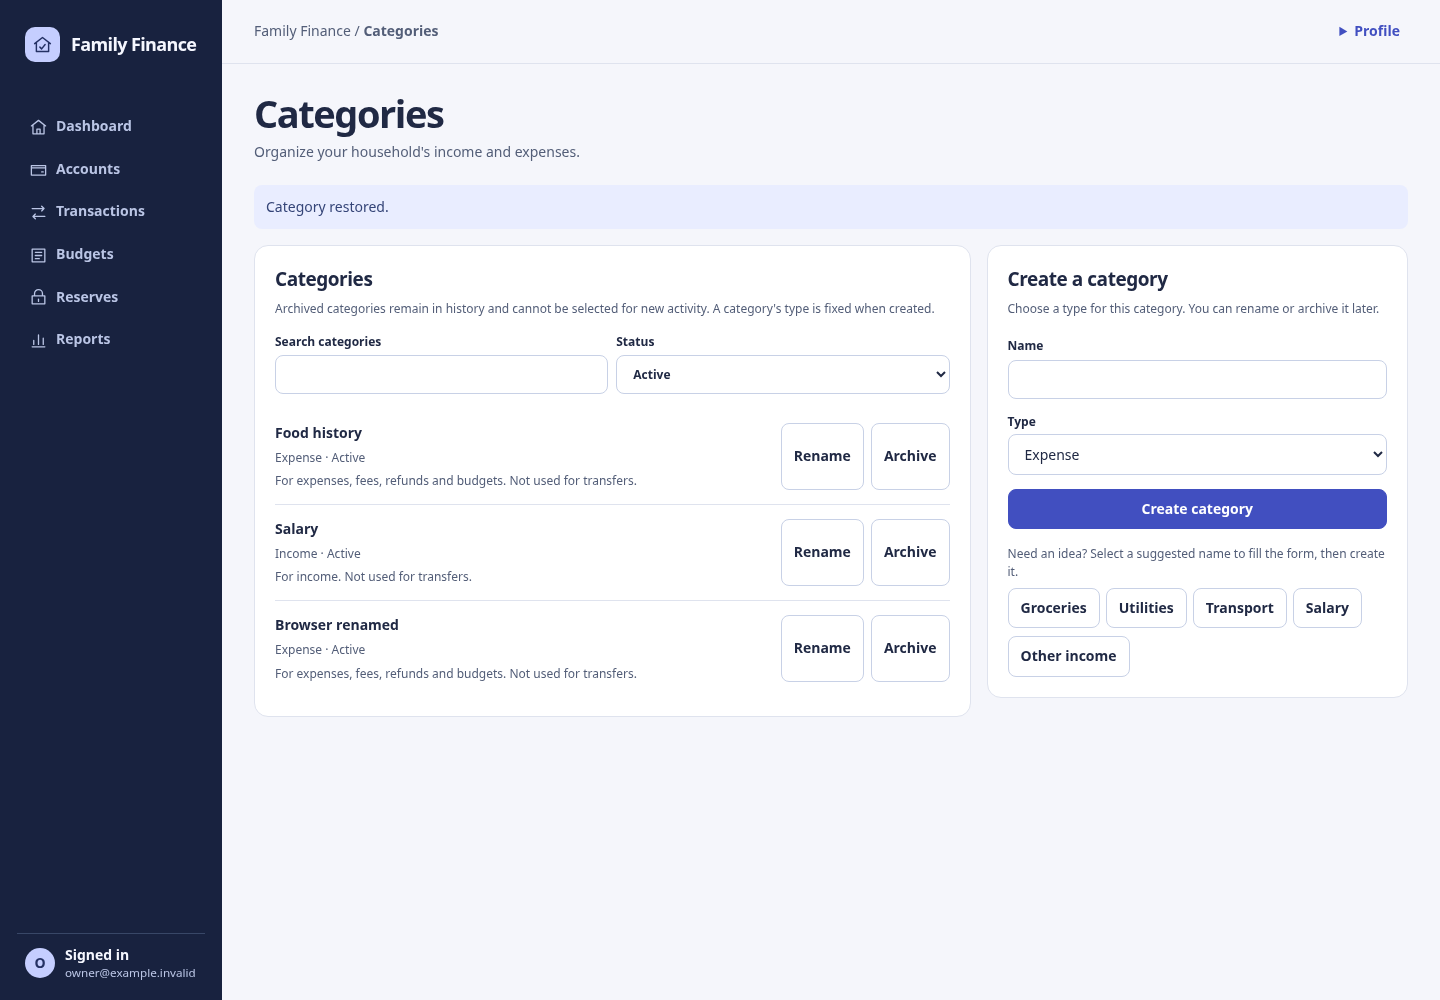 Family Finance
Dashboard
Accounts
Transactions
Budgets
Reserves
Reports
O
Signed in
owner@example.invalid
Family Finance / Categories
Profile
Categories
Organize your household's income and expenses.
Category restored.
Categories
Archived categories remain in history and cannot be selected for new activity. A category's type is fixed when created.
Search categories
Status
Active
Food history
Expense · Active
For expenses, fees, refunds and budgets. Not used for transfers.
Rename
Archive
Salary
Income · Active
For income. Not used for transfers.
Rename
Archive
Browser renamed
Expense · Active
For expenses, fees, refunds and budgets. Not used for transfers.
Rename
Archive
Create a category
Choose a type for this category. You can rename or archive it later.
Name
Type
Expense
Create category
Need an idea? Select a suggested name to fill the form, then create
it.
Groceries
Utilities
Transport
Salary
Other income